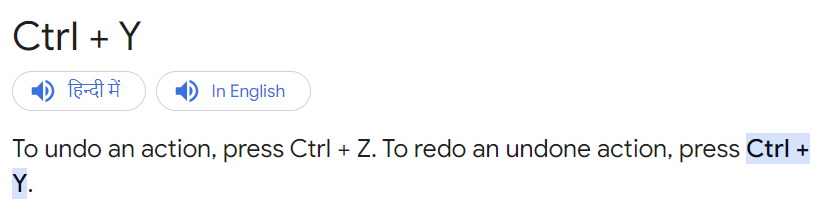 Ctrl + Y
हिन्दी में In English
To undo an action, press Ctrl + Z. To redo an undone action, press Ctrl +
Y.